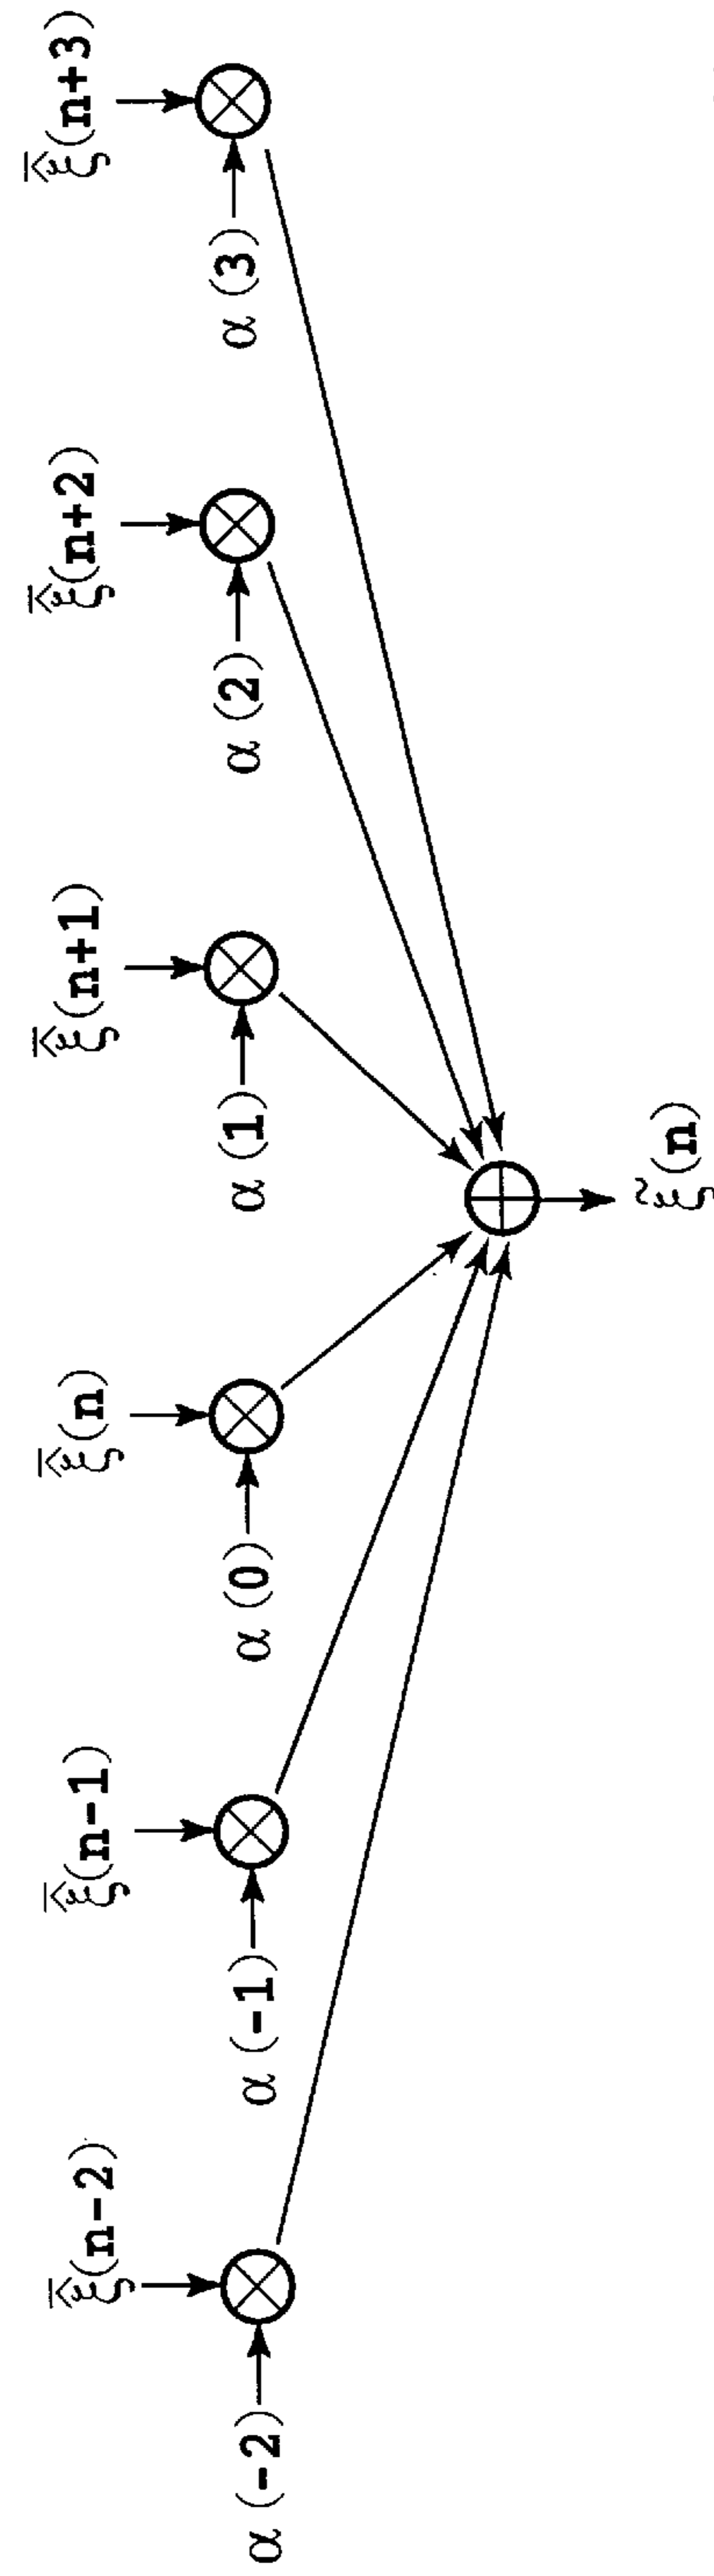 ξ̂̅(n-2) ξ̂̅(n-1) ξ̂̅(n) ξ̂̅(n+1) ξ̂̅(n+2) ξ̂̅(n+3)
α(-2) α(-1) α(0) α(1) α(2) α(3)
ξ̃(n)